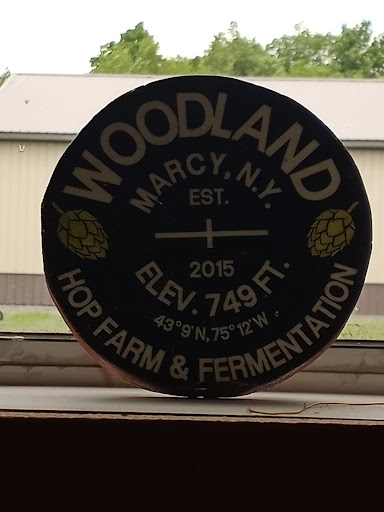 WOODLAND
MARCY, N.Y.
EST.
2015
ELEV. 749 FT.
43°9'N, 75°12'W
HOP FARM & FERMENTATION